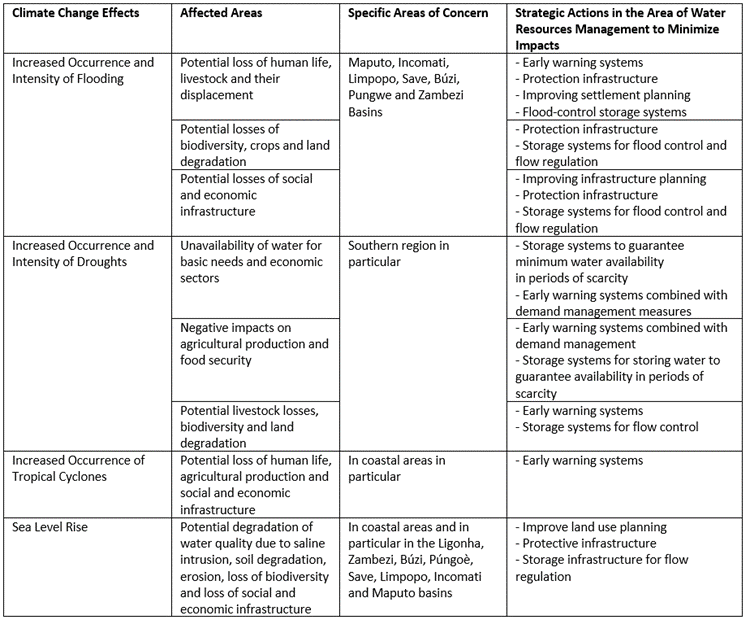 Climate Change Effects
Affected Areas
Specific Areas of Concern
Strategic Actions in the Area of Water
Resources Management to Minimize
Impacts
Increased Occurrence and
Intensity of Flooding
Potential loss of human life,
livestock and their
displacement
Maputo, Incomati,
Limpopo, Save, Búzi,
Pungwe and Zambezi
Basins
- Early warning systems
- Protection infrastructure
- Improving settlement planning
- Flood-control storage systems
Potential losses of
biodiversity, crops and land
degradation
- Protection infrastructure
- Storage systems for flood control and
flow regulation
Potential losses of social
and economic
infrastructure
- Improving infrastructure planning
- Protection infrastructure
- Storage systems for flood control and
flow regulation
Increased Occurrence and
Intensity of Droughts
Unavailability of water for
basic needs and economic
sectors
Southern region in
particular
- Storage systems to guarantee
minimum water availability
in periods of scarcity
- Early warning systems combined with
demand management measures
Negative impacts on
agricultural production and
food security
- Early warning systems combined with
demand management
- Storage systems for storing water to
guarantee availability in periods of
scarcity
Potential livestock losses,
biodiversity and land
degradation
- Early warning systems
- Storage systems for flow control
Increased Occurrence of
Tropical Cyclones
Potential loss of human life,
agricultural production and
social and economic
infrastructure
In coastal areas in
particular
- Early warning systems
Sea Level Rise
Potential degradation of
water quality due to saline
intrusion, soil degradation,
erosion, loss of biodiversity
and loss of social and
economic infrastructure
In coastal areas and in
particular in the Ligonha,
Zambezi, Búzi, Púngoè,
Save, Limpopo, Incomati
and Maputo basins
- Improve land use planning
- Protective infrastructure
- Storage infrastructure for flow
regulation